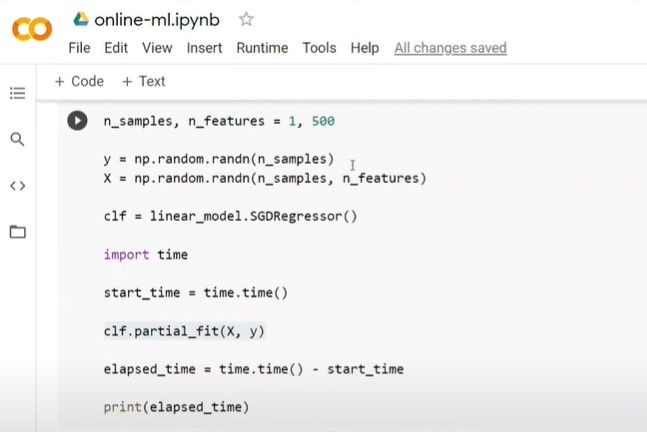 online-ml.ipynb
File Edit View Insert Runtime Tools Help All changes saved
+ Code + Text
n_samples, n_features = 1, 500
y = np.random.randn(n_samples)
X = np.random.randn(n_samples, n_features)
clf = linear_model.SGDRegressor()
import time
start_time = time.time()
clf.partial_fit(X, y)
elapsed_time = time.time() - start_time
print(elapsed_time)